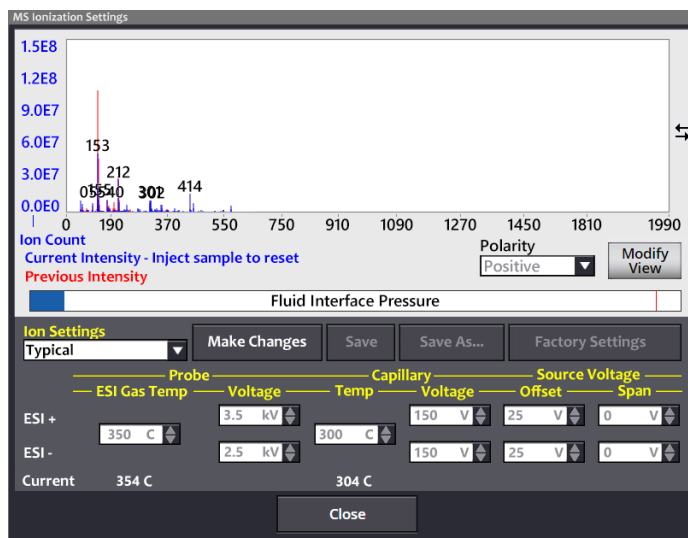 MS Ionization Settings
1.5E8
1.2E8
9.0E7
6.0E7
3.0E7
0.0E0
153
212
414
0 190 370 550 730 910 1090 1270 1450 1630 1810 1990
Ion Count
Current Intensity - Inject sample to reset
Previous Intensity
Polarity
Positive
Modify
View
Fluid Interface Pressure
Ion Settings
Typical
Make Changes
Save
Save As...
Factory Settings
Probe Capillary Source Voltage
ESI Gas Temp Voltage Temp Voltage Offset Span
ESI + 3.5 kV 150 V 25 V 0 V
350 C 300 C
ESI - 2.5 kV 150 V 25 V 0 V
Current 354 C 304 C
Close